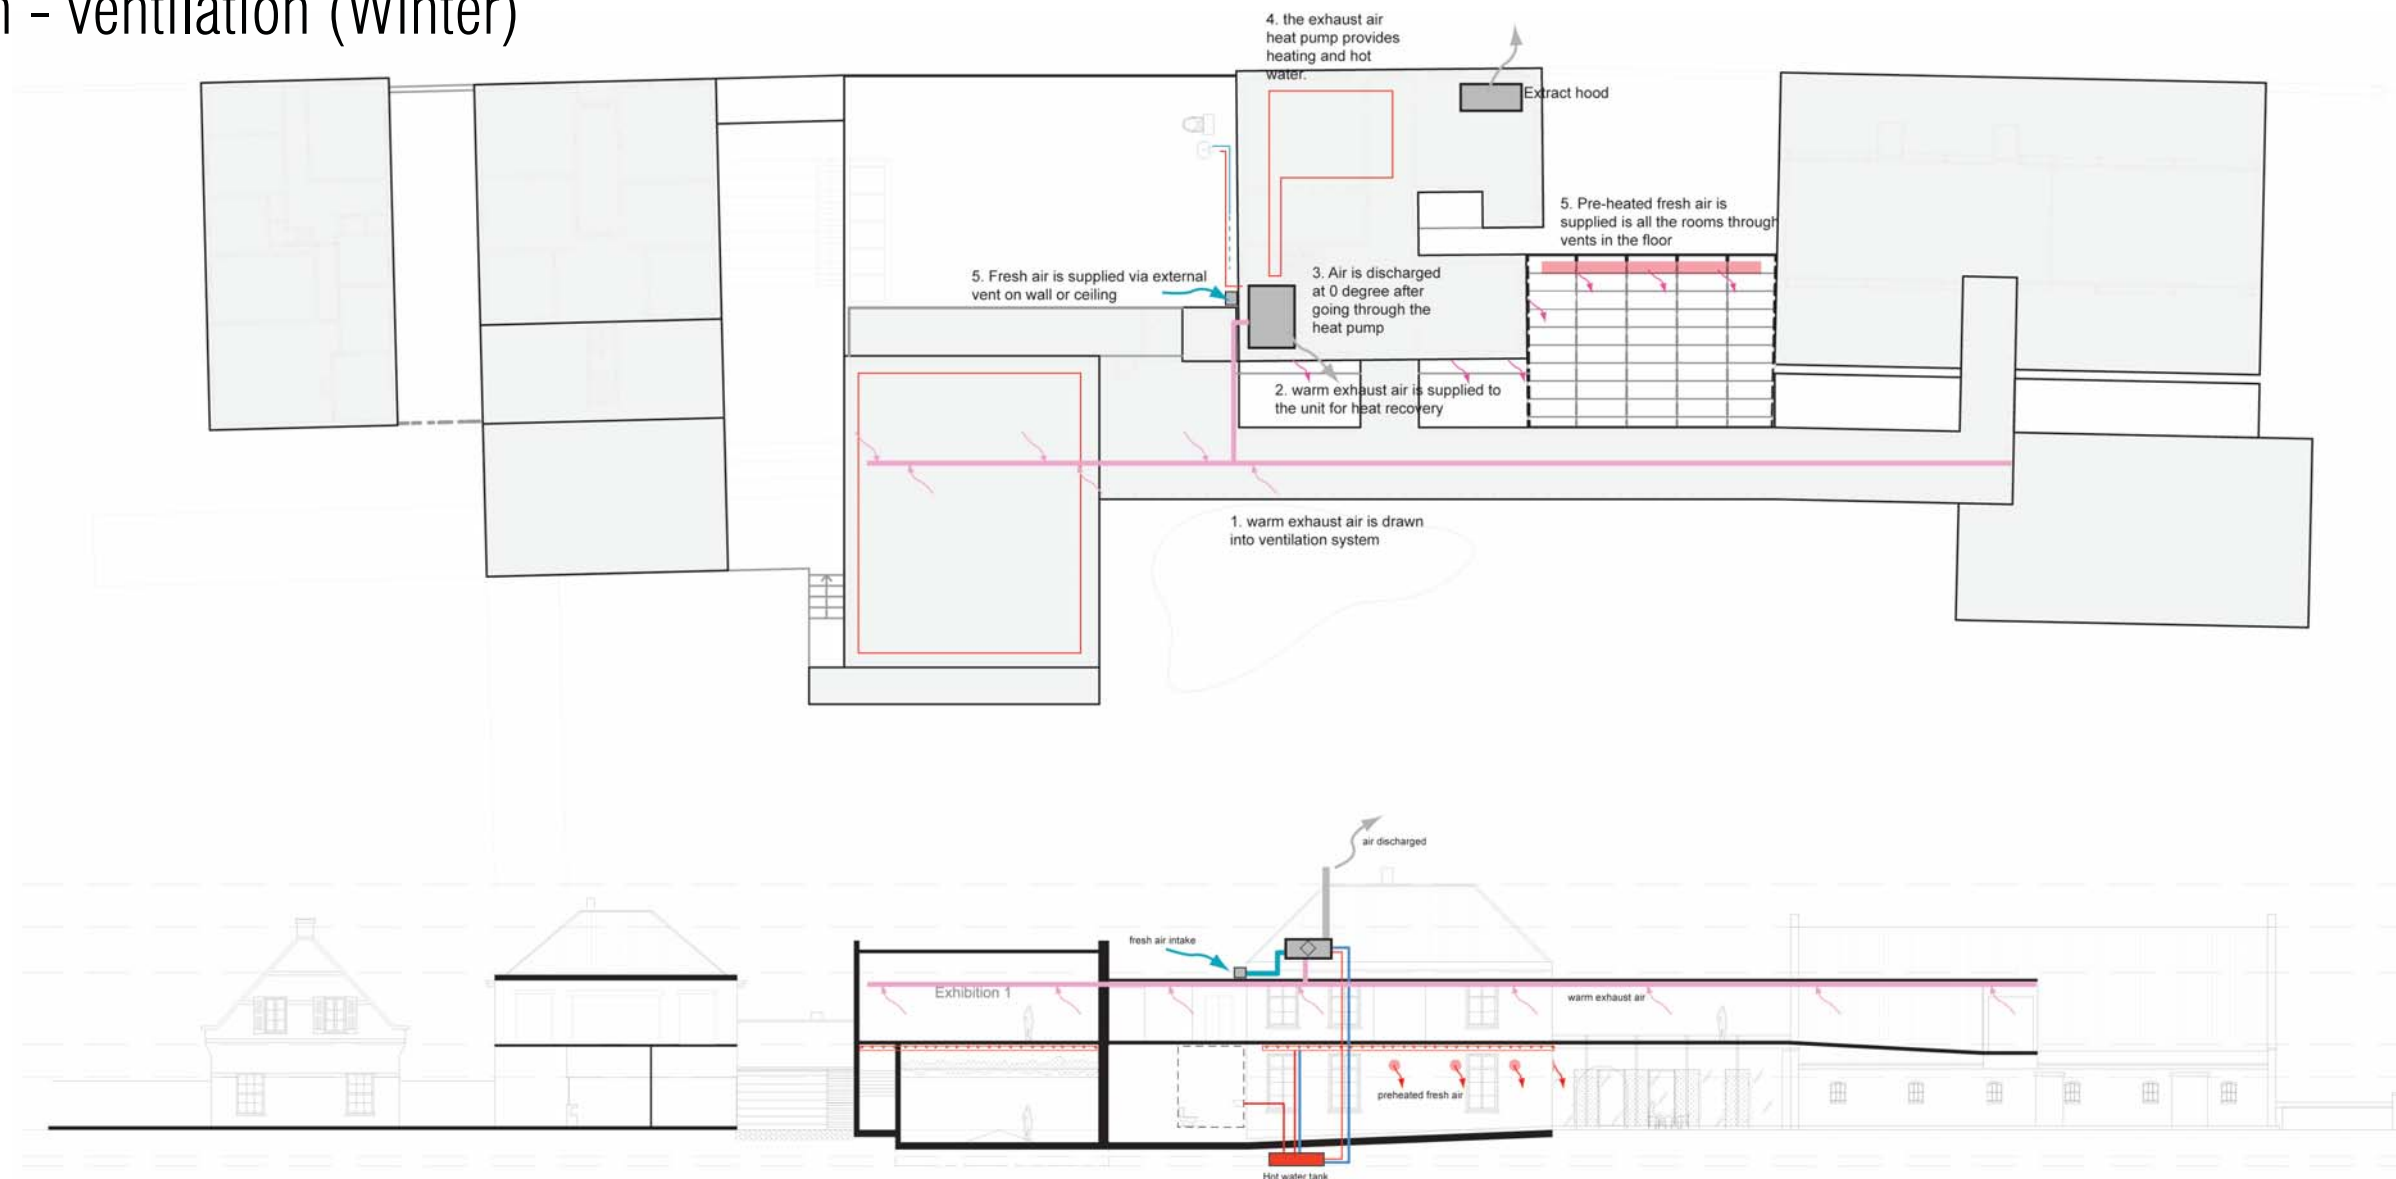 n - Ventilation (Winter)
4. the exhaust air
heat pump provides
heating and hot
water.
Extract hood
5. Pre-heated fresh air is
supplied is all the rooms through
vents in the floor
5. Fresh air is supplied via external
vent on wall or ceiling
3. Air is discharged
at 0 degree after
going through the
heat pump
2. warm exhaust air is supplied to
the unit for heat recovery
1. warm exhaust air is drawn
into ventilation system
air discharged
fresh air intake
Exhibition 1
warm exhaust air
preheated fresh air
Hot water tank